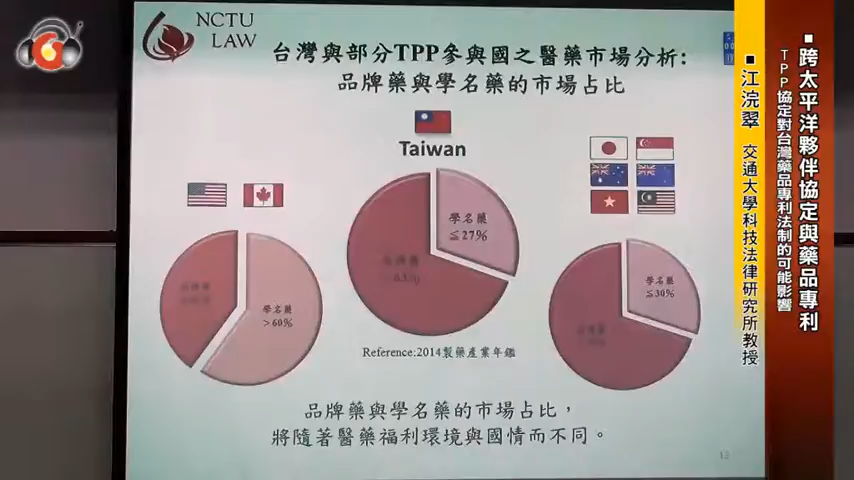 NCTU
LAW
台灣與部分TPP參與國之醫藥市場分析:
品牌藥與學名藥的市場占比
Taiwan
學名藥
≦27%
學名藥
>60%
學名藥
≦30%
Reference:2014製藥產業年鑑
品牌藥與學名藥的市場占比，
將隨著醫藥福利環境與國情而不同。
跨太平洋夥伴協定與藥品專利
TPP協定對台灣藥品專利法制的可能影響
江浣翠 交通大學科技法律研究所教授